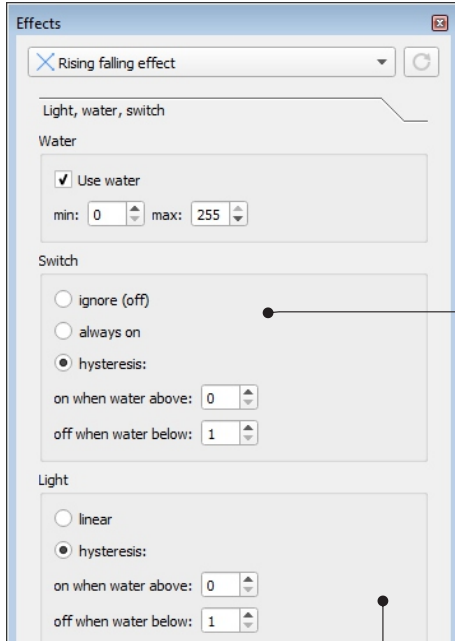 Effects
Rising falling effect
Light, water, switch
Water
Use water
min: 0 max: 255
Switch
ignore (off)
always on
hysteresis:
on when water above: 0
off when water below: 1
Light
linear
hysteresis:
on when water above: 0
off when water below: 1